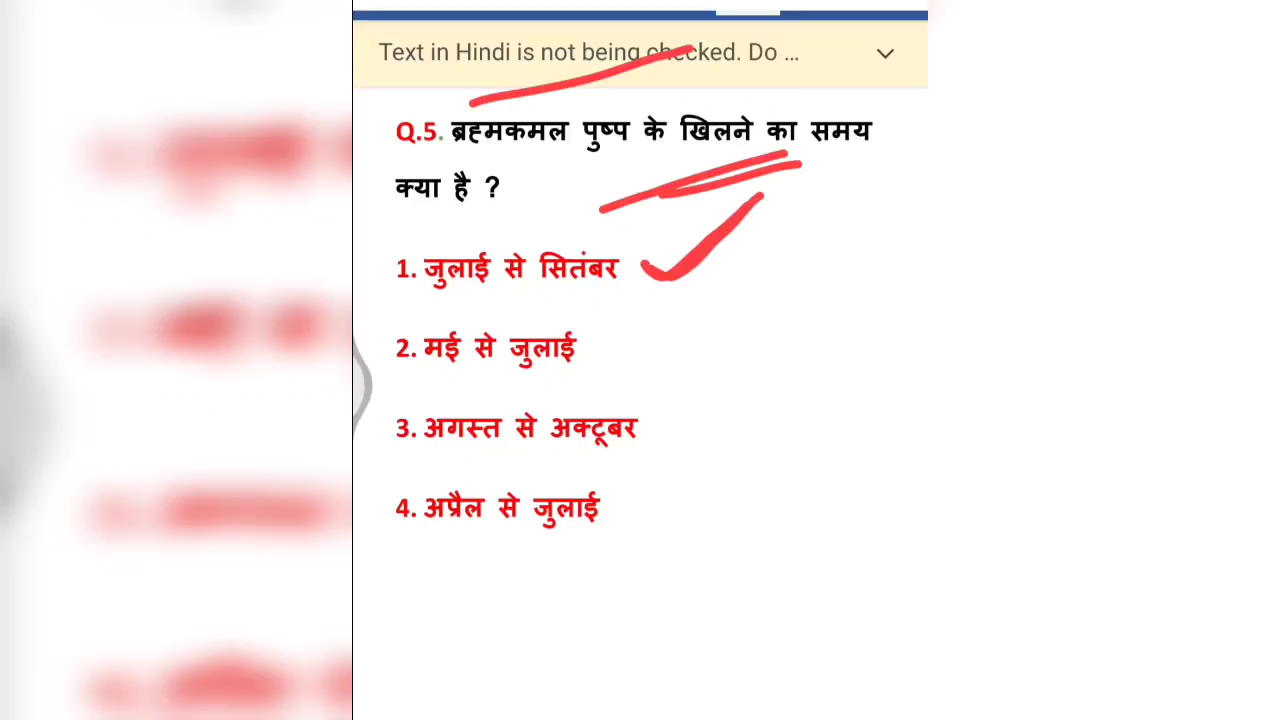 Text in Hindi is not being checked. Do ...
Q.5. ब्रह्मकमल पुष्प के खिलने का समय
क्या है ?
1. जुलाई से सितंबर
2. मई से जुलाई
3. अगस्त से अक्टूबर
4. अप्रैल से जुलाई